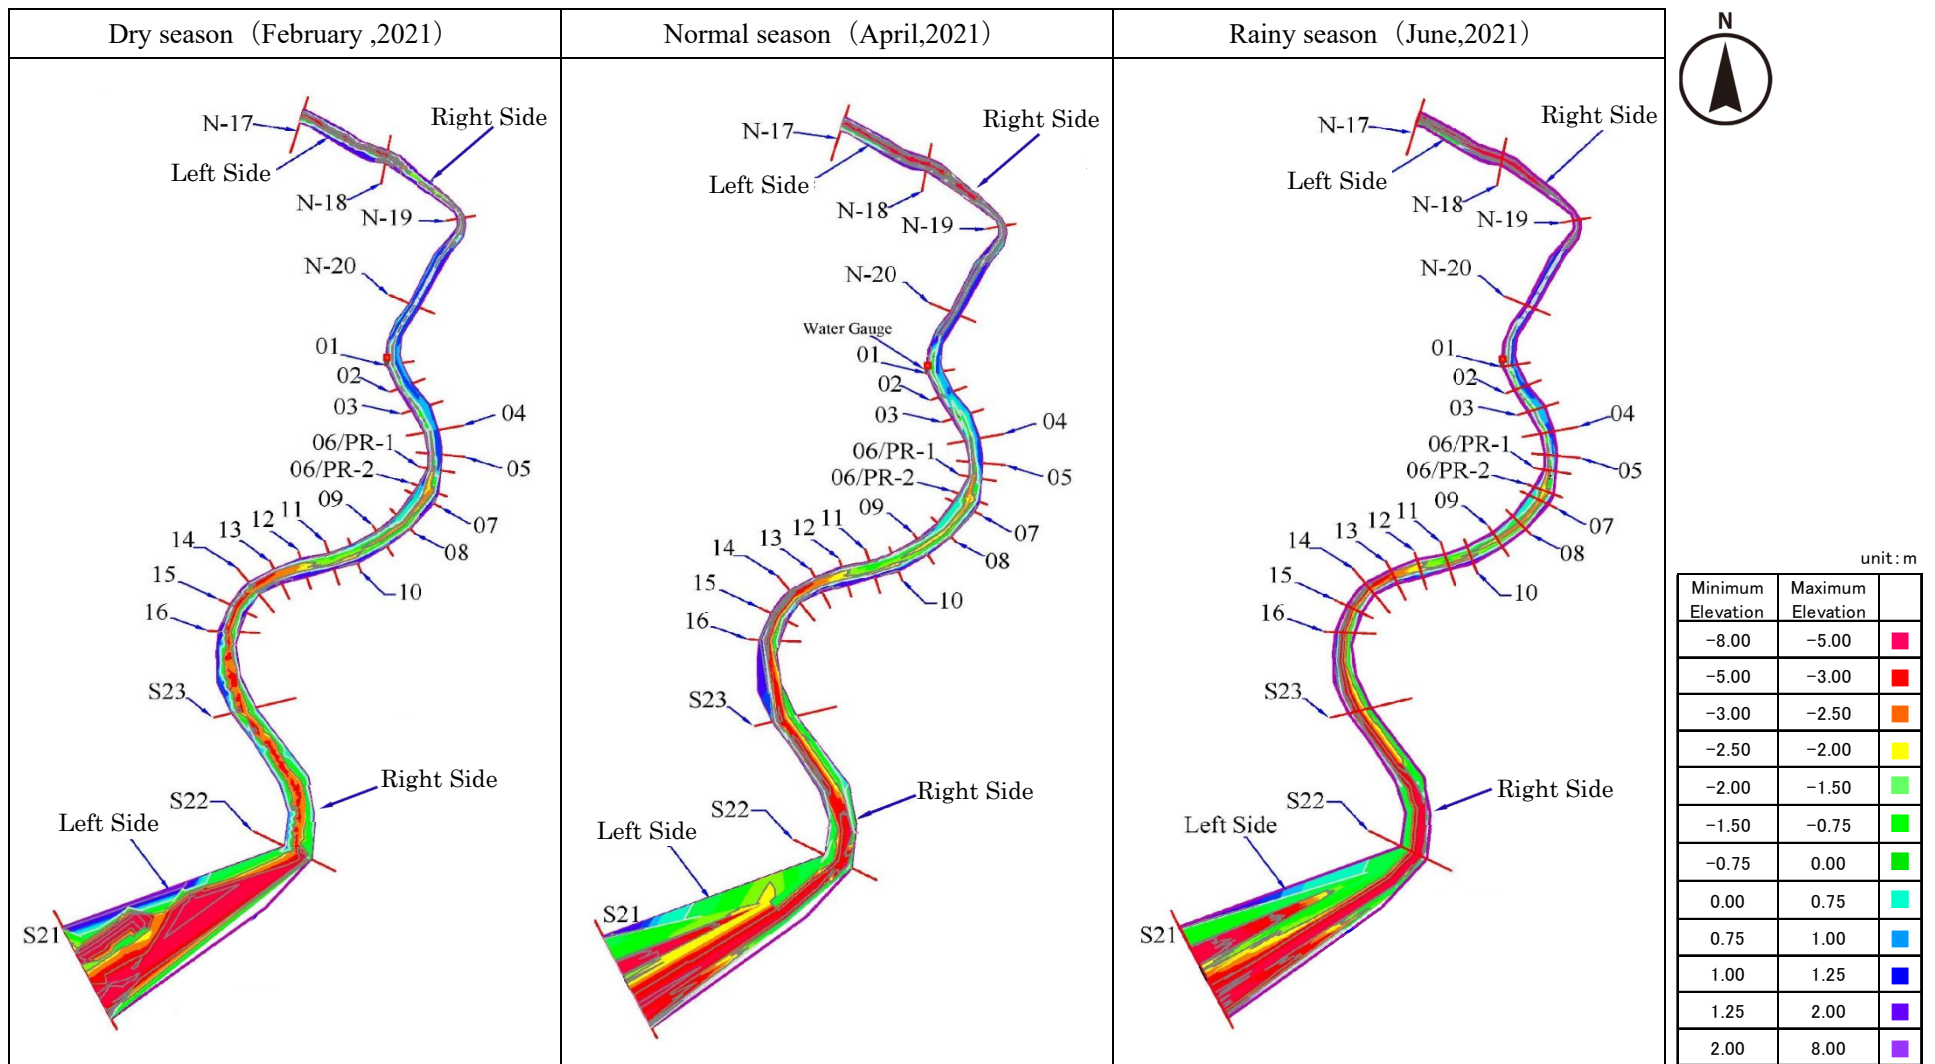 Dry season（February ,2021）
Normal season（April,2021）
Rainy season（June,2021）
N
N-17
Right Side
Left Side
N-18
N-19
N-20
01
02
03
04
06/PR-1
05
06/PR-2
09
07
11
12
13
08
14
15
10
16
S23
Right Side
S22
Left Side
S21
N-17
Right Side
Left Side
N-18
N-19
N-20
Water Gauge
01
02
03
04
06/PR-1
05
06/PR-2
09
07
11
12
13
08
14
15
10
16
S23
Right Side
S22
Left Side
S21
N-17
Right Side
Left Side
N-18
N-19
N-20
01
02
03
04
06/PR-1
05
06/PR-2
09
07
11
12
13
08
14
15
10
16
S23
Right Side
S22
Left Side
S21
unit:m
Minimum Elevation Maximum Elevation
-8.00 -5.00
-5.00 -3.00
-3.00 -2.50
-2.50 -2.00
-2.00 -1.50
-1.50 -0.75
-0.75 0.00
0.00 0.75
0.75 1.00
1.00 1.25
1.25 2.00
2.00 8.00